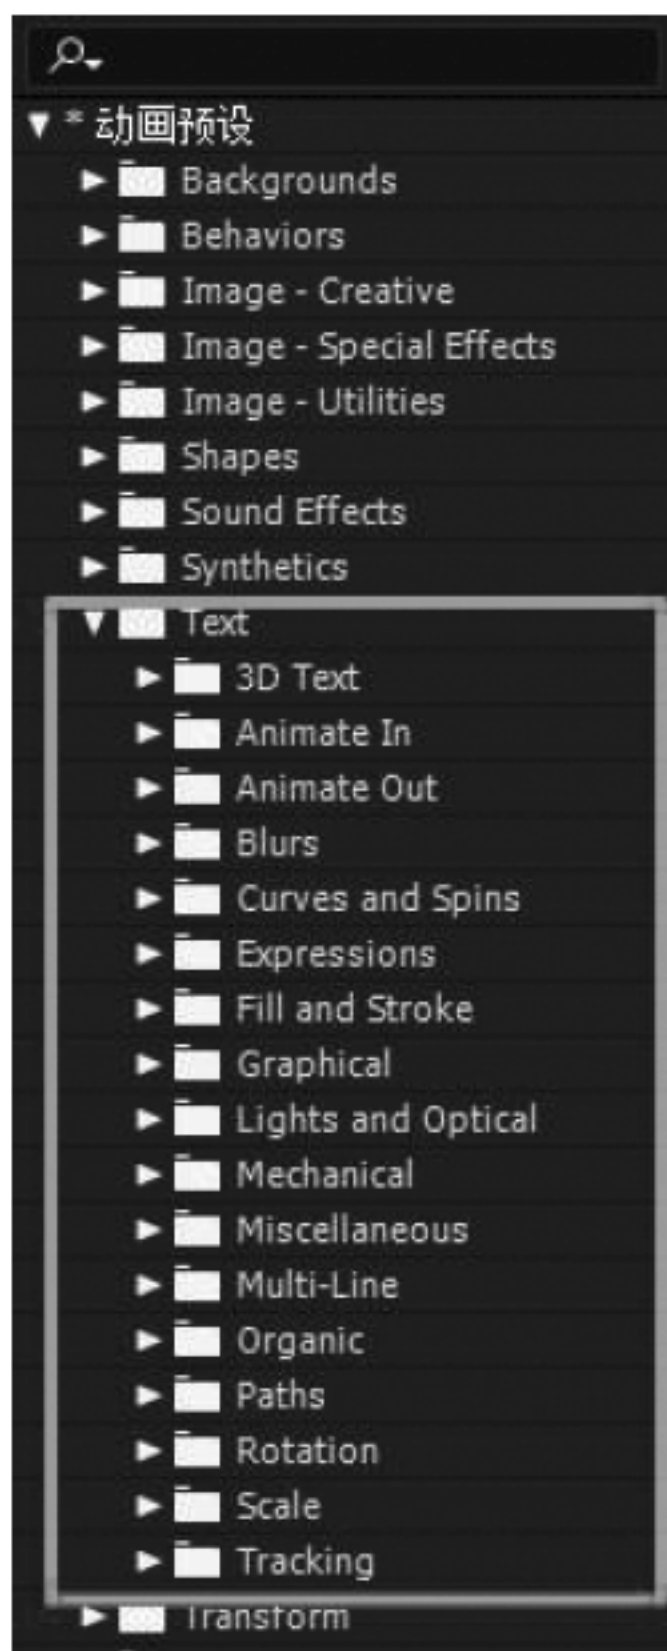 * 动画预设
Backgrounds
Behaviors
Image - Creative
Image - Special Effects
Image - Utilities
Shapes
Sound Effects
Synthetics
Text
3D Text
Animate In
Animate Out
Blurs
Curves and Spins
Expressions
Fill and Stroke
Graphical
Lights and Optical
Mechanical
Miscellaneous
Multi-Line
Organic
Paths
Rotation
Scale
Tracking
Transform